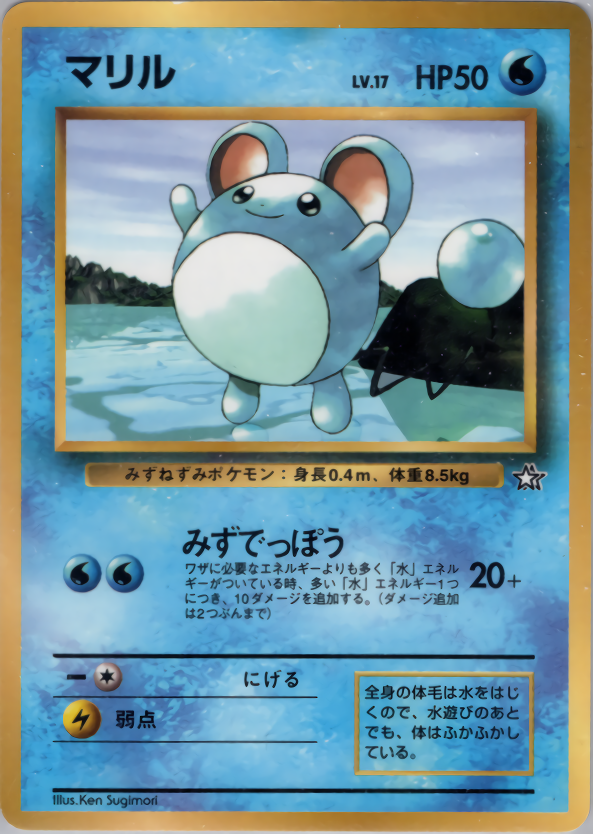 マリル LV.17 HP50
みずねずみポケモン：身長0.4m、体重8.5kg
みずでっぽう
ワザに必要なエネルギーよりも多く「水」エネル
ギーがついている時、多い「水」エネルギー1つ
につき、10ダメージを追加する。（ダメージ追加
は2つぶんまで）
20+
にげる
弱点
全身の体毛は水をはじ
くので、水遊びのあと
でも、体はふかふかし
ている。
Illus.Ken Sugimori